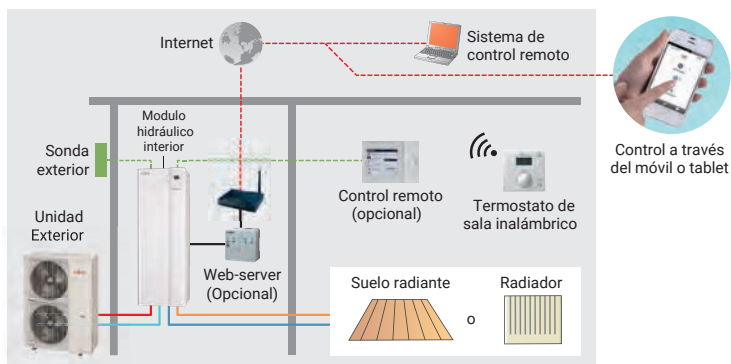 Internet
Sistema de
control remoto
Modulo
hidráulico
interior
Sonda
exterior
Control a través
del móvil o tablet
Control remoto
(opcional)
Termostato de
sala inalámbrico
Unidad
Exterior
Web-server
(Opcional)
Suelo radiante
o
Radiador